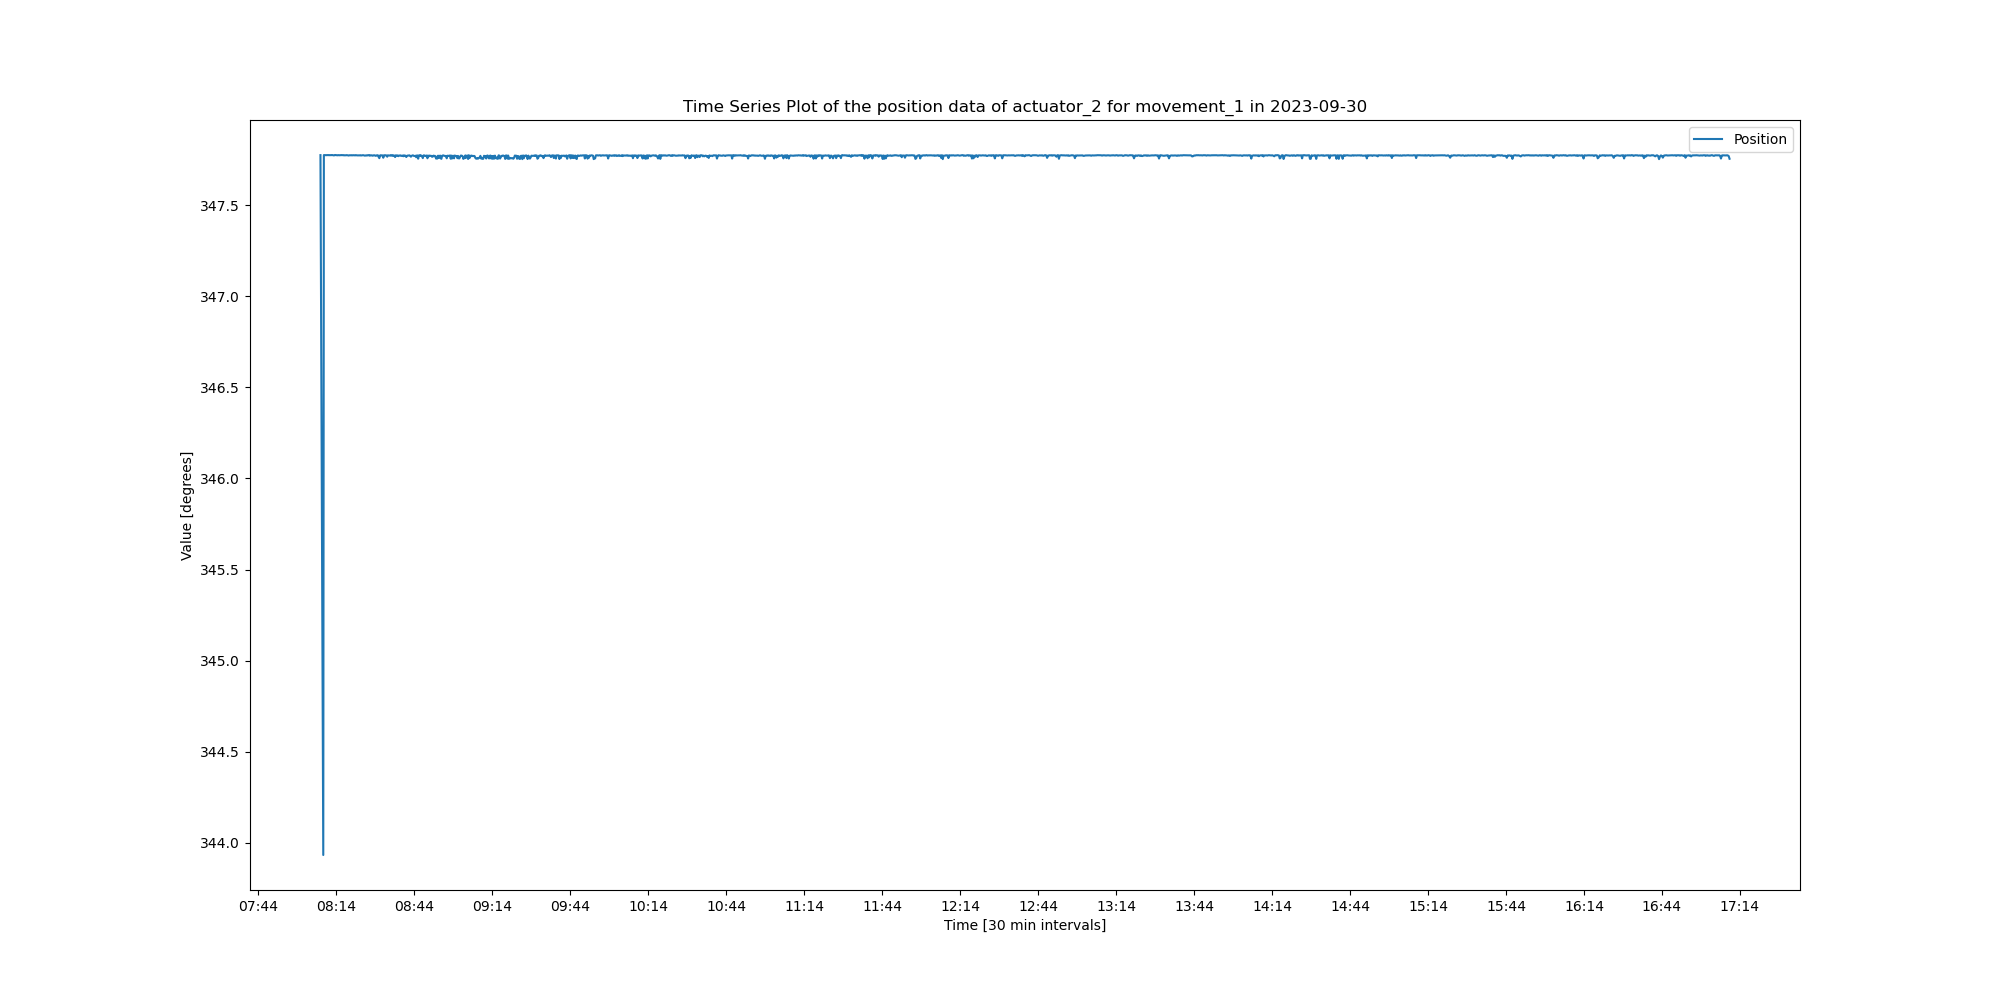 Time Series Plot of the position data of actuator_2 for movement_1 in 2023-09-30
Position
347.5
347.0
346.5
346.0
345.5
345.0
344.5
344.0
Value [degrees]
07:44 08:14 08:44 09:14 09:44 10:14 10:44 11:14 11:44 12:14 12:44 13:14 13:44 14:14 14:44 15:14 15:44 16:14 16:44 17:14
Time [30 min intervals]